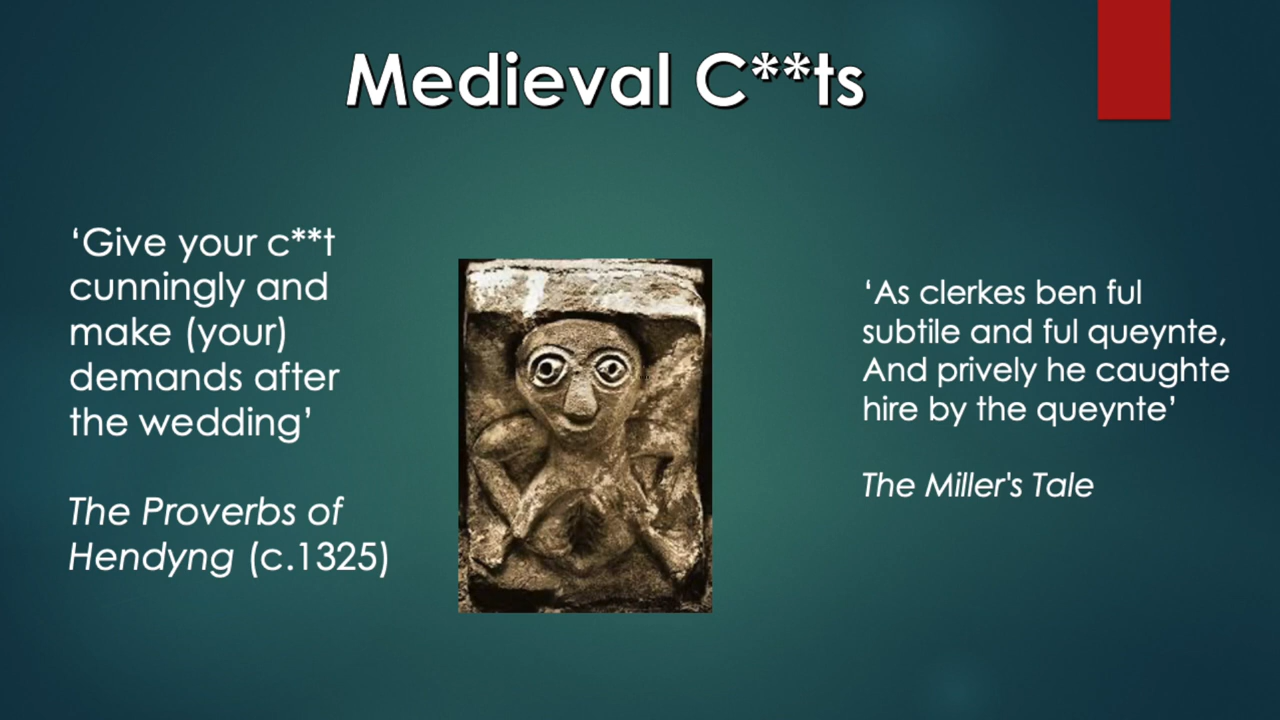 Medieval C**ts
‘Give your c**t
cunningly and
make (your)
demands after
the wedding’
The Proverbs of
Hendyng (c.1325)
‘As clerkes ben ful
subtile and ful queynte,
And prively he caughte
hire by the queynte’
The Miller's Tale